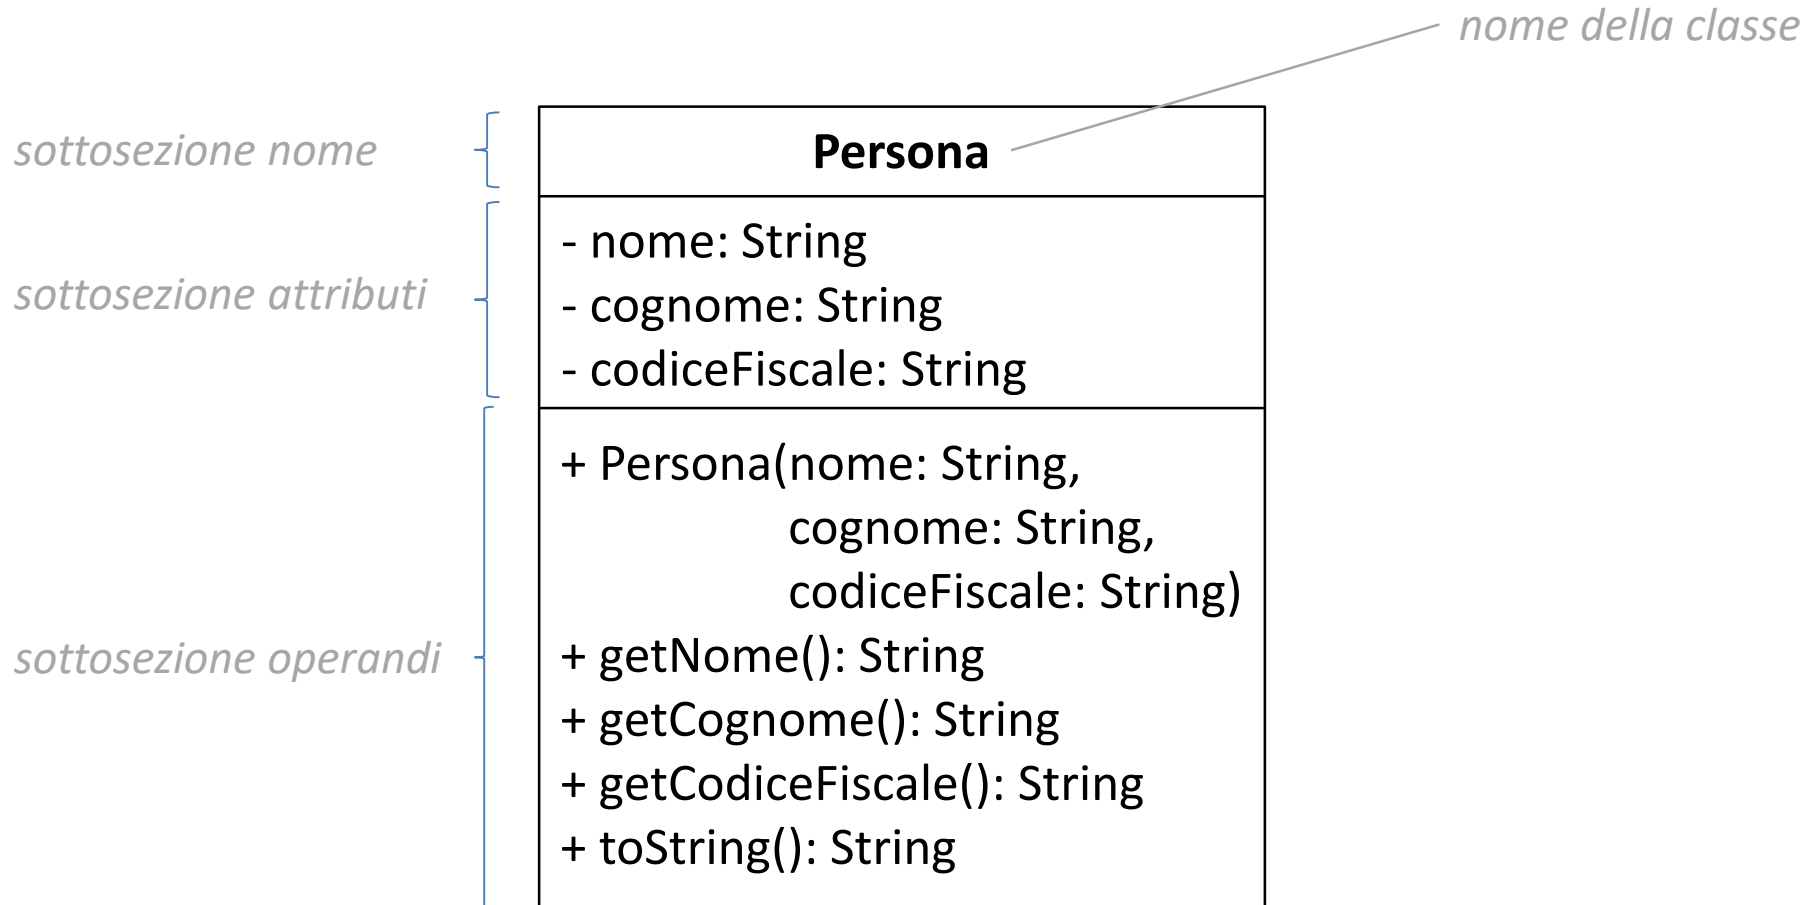 nome della classe
sottosezione nome
Persona
sottosezione attributi
- nome: String
- cognome: String
- codiceFiscale: String
sottosezione operandi
+ Persona(nome: String,
cognome: String,
codiceFiscale: String)
+ getNome(): String
+ getCognome(): String
+ getCodiceFiscale(): String
+ toString(): String